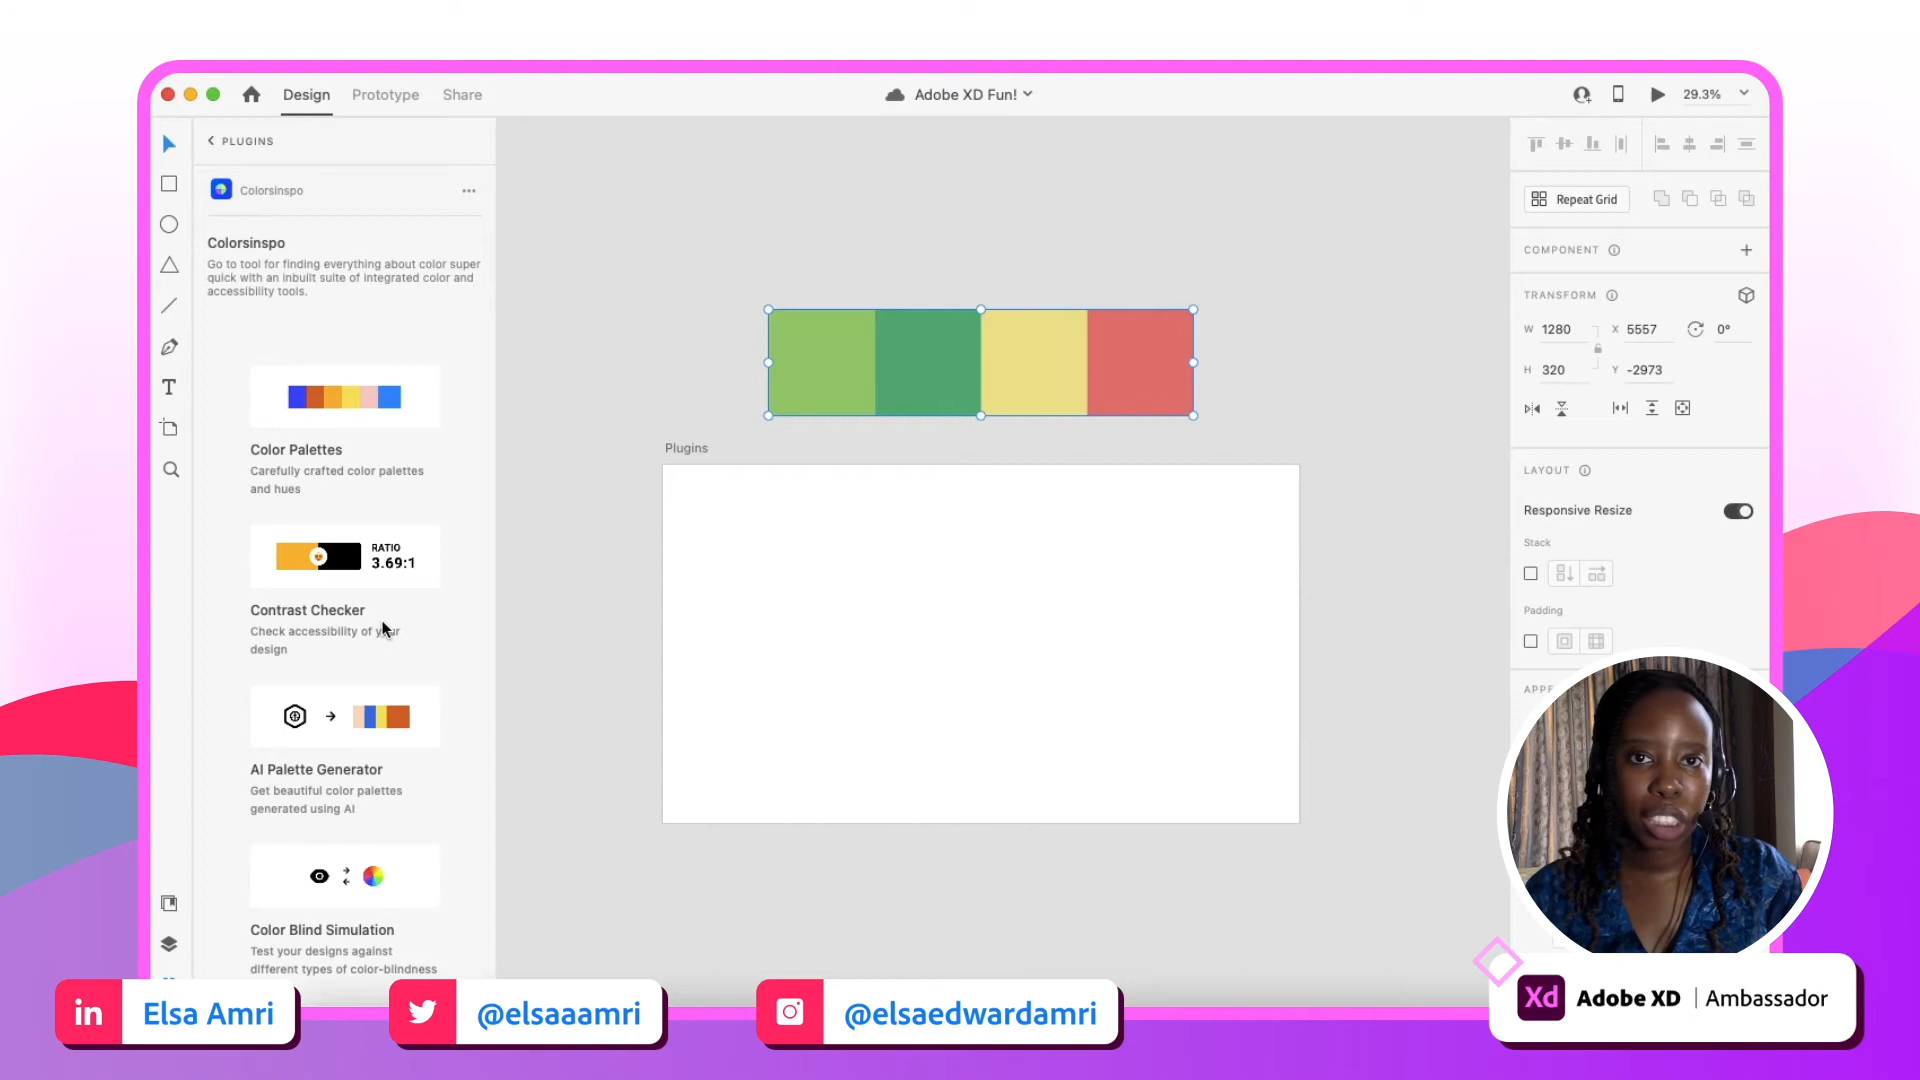 Design
Prototype
Share
Adobe XD Fun!
29.3%
PLUGINS
Colorsinspo
Colorsinspo
Go to tool for finding everything about color super
quick with an inbuilt suite of integrated color and
accessibility tools.
Color Palettes
Carefully crafted color palettes
and hues
RATIO
3.69:1
Contrast Checker
Check accessibility of your
design
AI Palette Generator
Get beautiful color palettes
generated using AI
Color Blind Simulation
Test your designs against
different types of color-blindness
Plugins
Repeat Grid
COMPONENT
TRANSFORM
W 1280
X 5557
0°
H 320
Y -2973
LAYOUT
Responsive Resize
Stack
Padding
APPE
in
Elsa Amri
@elsaaamri
@elsaedwardamri
Xd
Adobe XD | Ambassador